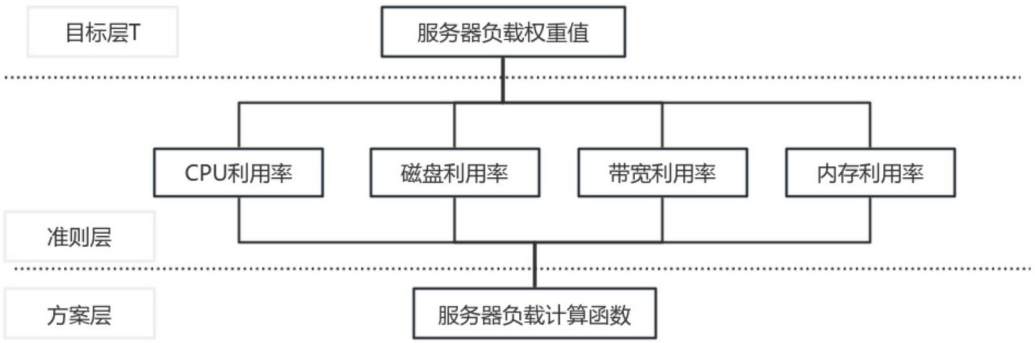 目标层T
服务器负载权重值
CPU利用率
磁盘利用率
带宽利用率
内存利用率
准则层
方案层
服务器负载计算函数